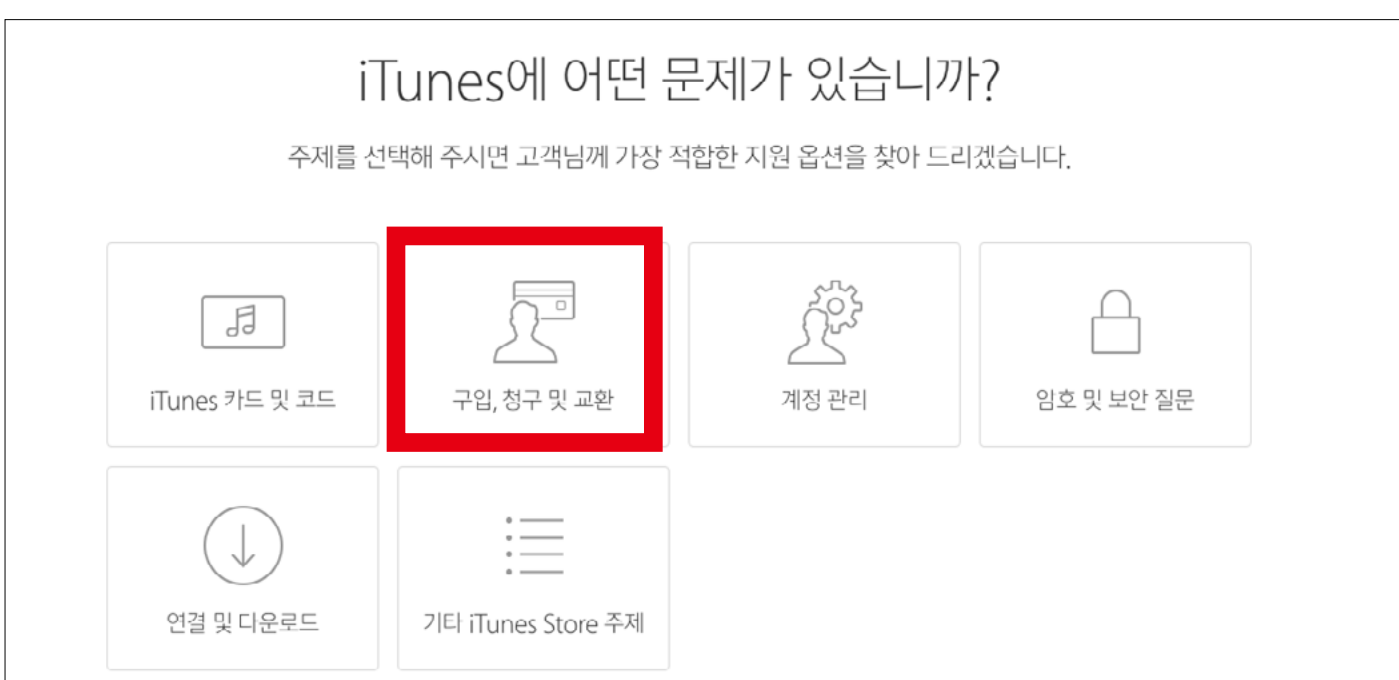 iTunes에 어떤 문제가 있습니까?
주제를 선택해 주시면 고객님께 가장 적합한 지원 옵션을 찾아 드리겠습니다.
iTunes 카드 및 코드
구입, 청구 및 교환
계정 관리
암호 및 보안 질문
연결 및 다운로드
기타 iTunes Store 주제